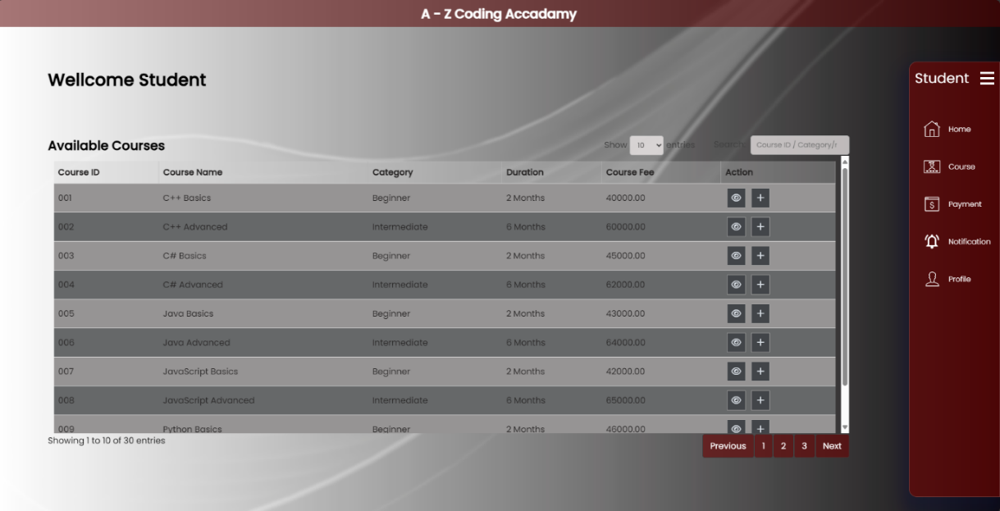 A - Z Coding Accadamy
Wellcome Student
Student
Home
Course
Payment
Notification
Profile
Available Courses
Show 10 entries Search: Course ID / Category/r
Course ID Course Name Category Duration Course Fee Action
001 C++ Basics Beginner 2 Months 40000.00
002 C++ Advanced Intermediate 6 Months 60000.00
003 C# Basics Beginner 2 Months 45000.00
004 C# Advanced Intermediate 6 Months 62000.00
005 Java Basics Beginner 2 Months 43000.00
006 Java Advanced Intermediate 6 Months 64000.00
007 JavaScript Basics Beginner 2 Months 42000.00
008 JavaScript Advanced Intermediate 6 Months 65000.00
009 Python Basics Beginner 2 Months 46000.00
Showing 1 to 10 of 30 entries
Previous 1 2 3 Next